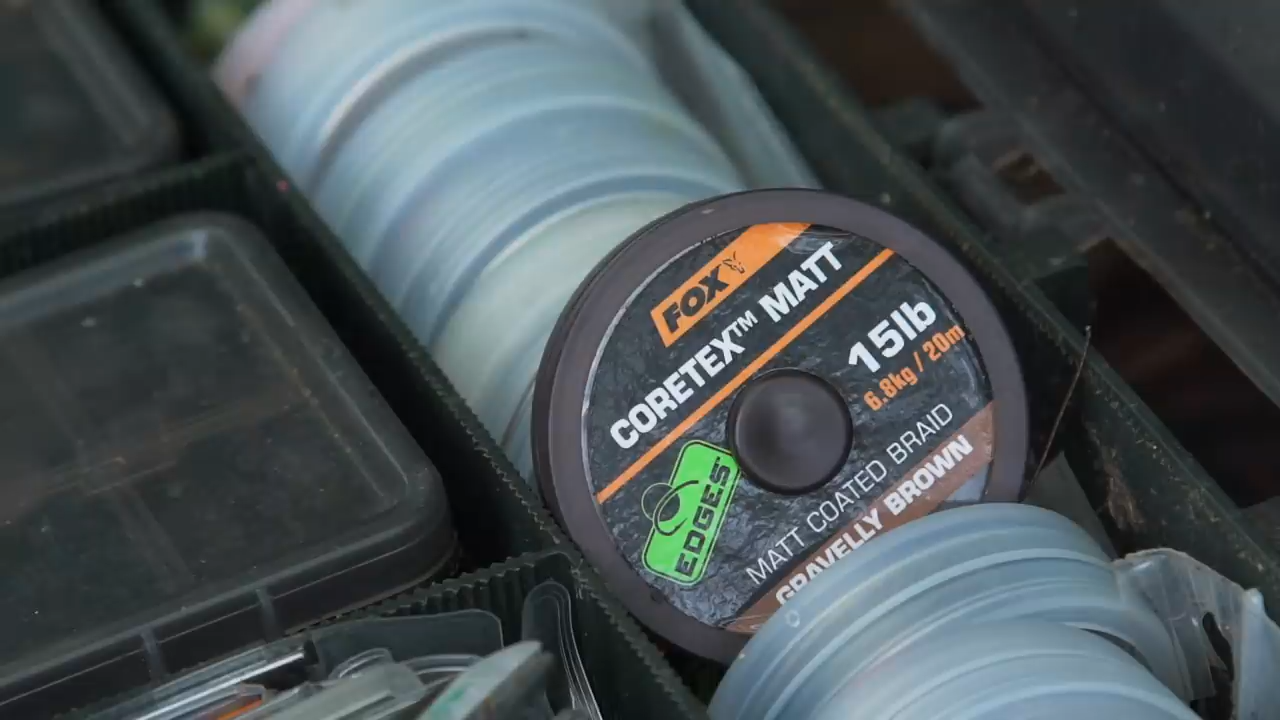 FOX
CORETEX™ MATT
15lb
6.8kg / 20m
EDGES
MATT COATED BRAID
GRAVELLY BROWN